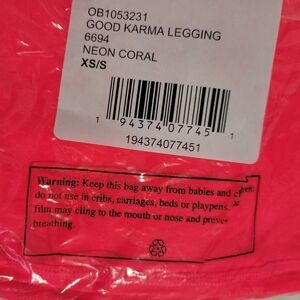 OB1053231
GOOD KARMA LEGGING
6694
NEON CORAL
XS/S
1 94374 07745 1
194374077451
Warning: Keep this bag away from babies and
do not use in cribs, carriages, beds or playpens.
film may cling to the mouth or nose and
breathing.